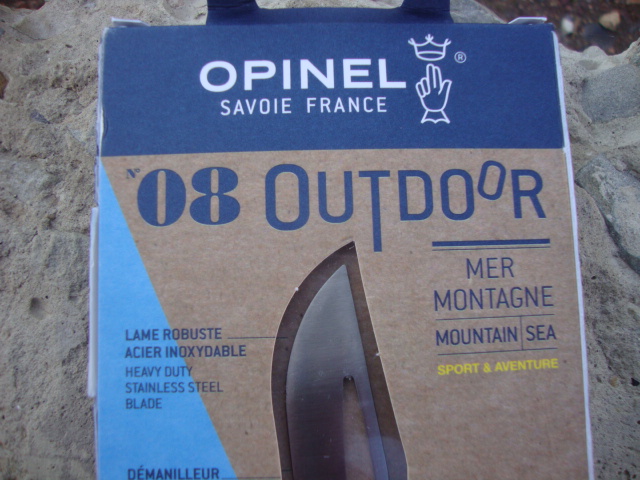 OPINEL ®
SAVOIE FRANCE
N° 08 OUTDOOR
MER
MONTAGNE
MOUNTAIN | SEA
SPORT & AVENTURE
LAME ROBUSTE
ACIER INOXYDABLE
HEAVY DUTY
STAINLESS STEEL
BLADE
DÉMANILLEUR